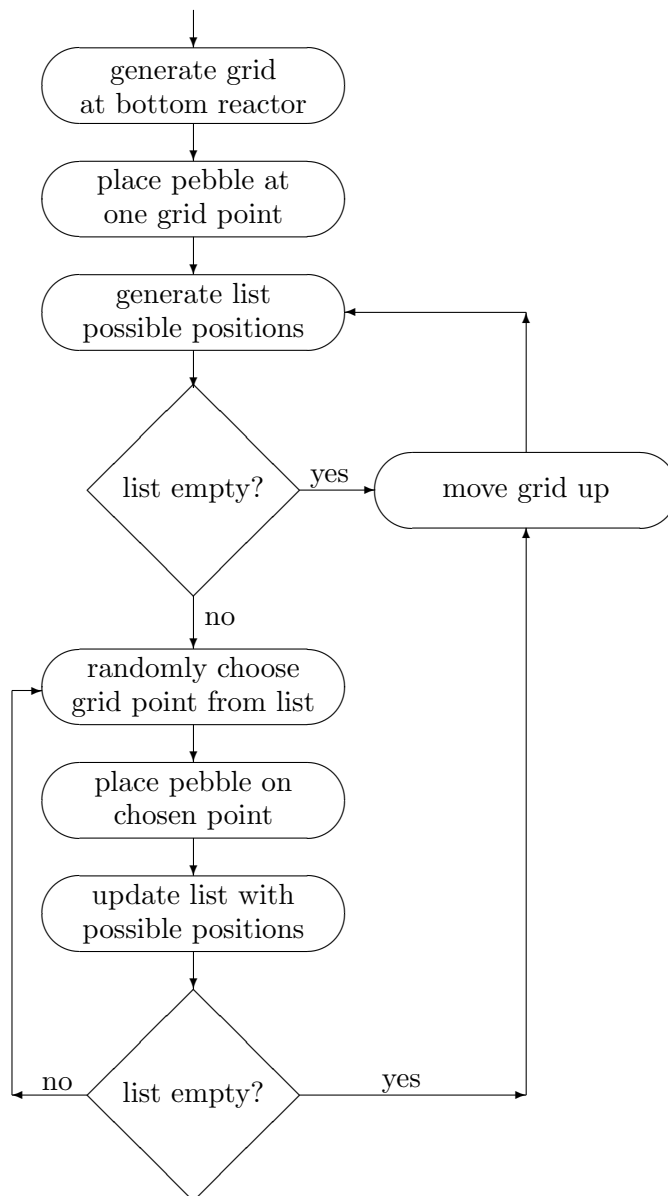 generate grid
at bottom reactor
place pebble at
one grid point
generate list
possible positions
list empty?
yes
move grid up
no
randomly choose
grid point from list
place pebble on
chosen point
update list with
possible positions
no
list empty?
yes